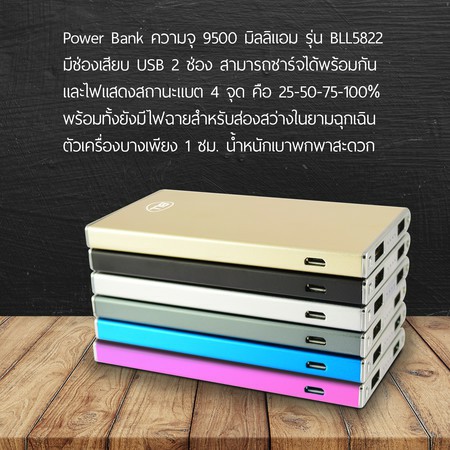 Power Bank ความจุ 9500 มิลลิแอม รุ่น BLL5822
มีช่องเสียบ USB 2 ช่อง สามารถชาร์จได้พร้อมกัน
และไฟแสดงสถานะแบต 4 จุด คือ 25-50-75-100%
พร้อมทั้งยังมีไฟฉายสำหรับส่องสว่างในยามฉุกเฉิน
ตัวเครื่องบางเพียง 1 ซม. น้ำหนักเบาพกพาสะดวก